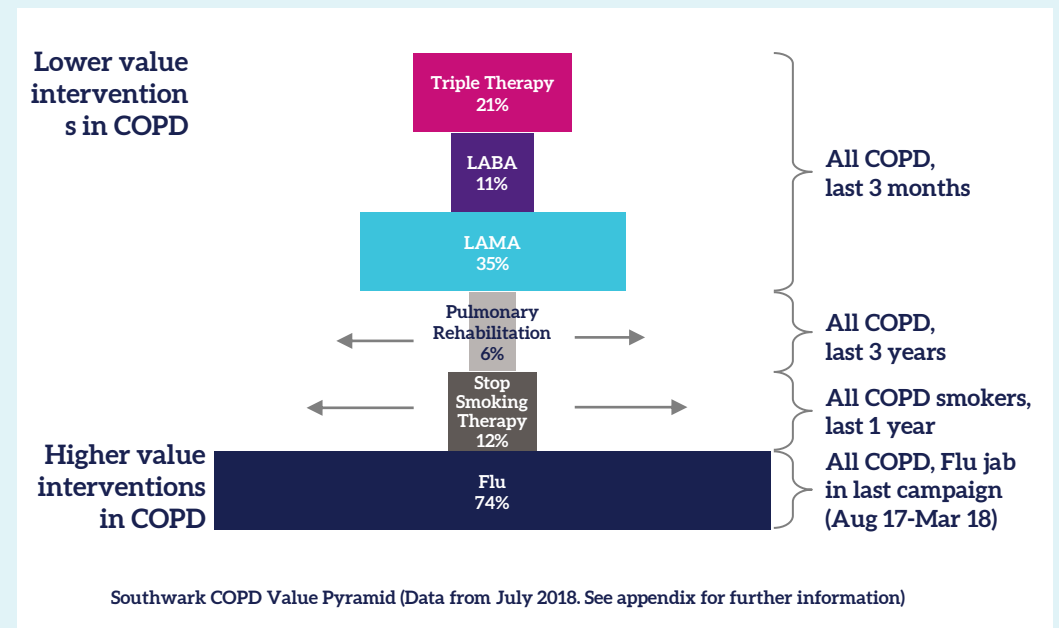 Lower value
intervention
s in COPD
Triple Therapy
21%
LABA
11%
LAMA
35%
All COPD,
last 3 months
Pulmonary
Rehabilitation
6%
All COPD,
last 3 years
Stop
Smoking
Therapy
12%
All COPD smokers,
last 1 year
Higher value
interventions
in COPD
Flu
74%
All COPD, Flu jab
in last campaign
(Aug 17-Mar 18)
Southwark COPD Value Pyramid (Data from July 2018. See appendix for further information)